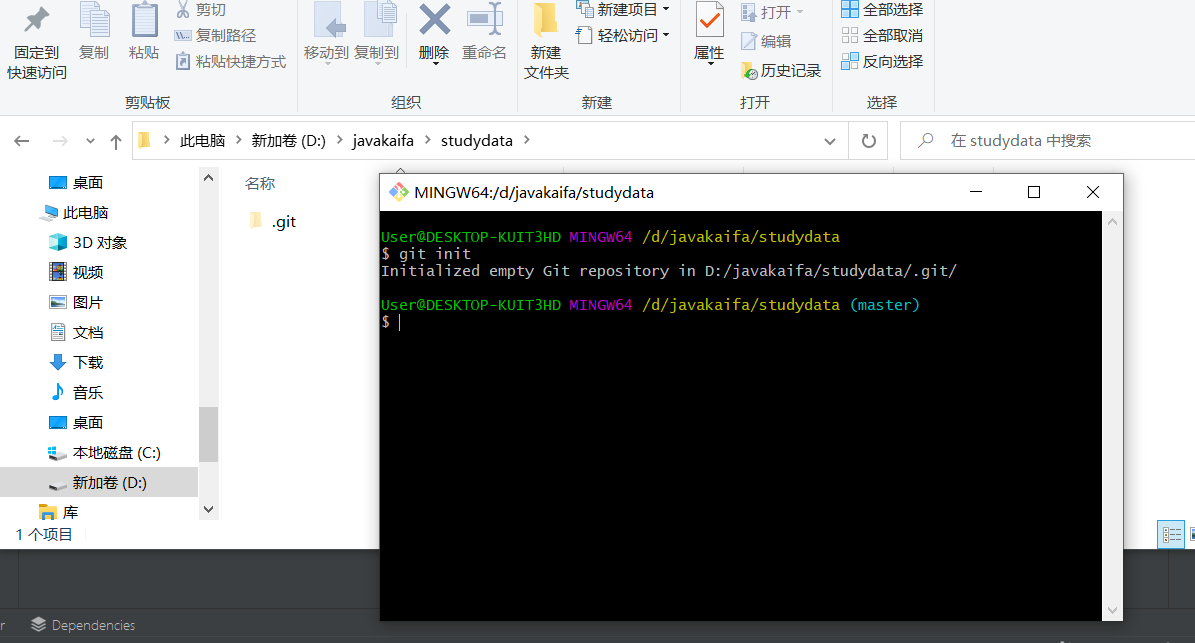 剪切
新建项目
打开
全部选择
复制路径
轻松访问
编辑
全部取消
固定到
快速访问
复制
粘贴
粘贴快捷方式
移动到
复制到
删除
重命名
新建
文件夹
属性
历史记录
反向选择
剪贴板
组织
新建
打开
选择
此电脑
新加卷 (D:)
javakaifa
studydata
在 studydata 中搜索
桌面
此电脑
3D 对象
视频
图片
文档
下载
音乐
桌面
本地磁盘 (C:)
新加卷 (D:)
库
1 个项目
名称
.git
MINGW64:/d/javakaifa/studydata
User@DESKTOP-KUIT3HD MINGW64 /d/javakaifa/studydata
$ git init
Initialized empty Git repository in D:/javakaifa/studydata/.git/
User@DESKTOP-KUIT3HD MINGW64 /d/javakaifa/studydata (master)
$
r
Dependencies